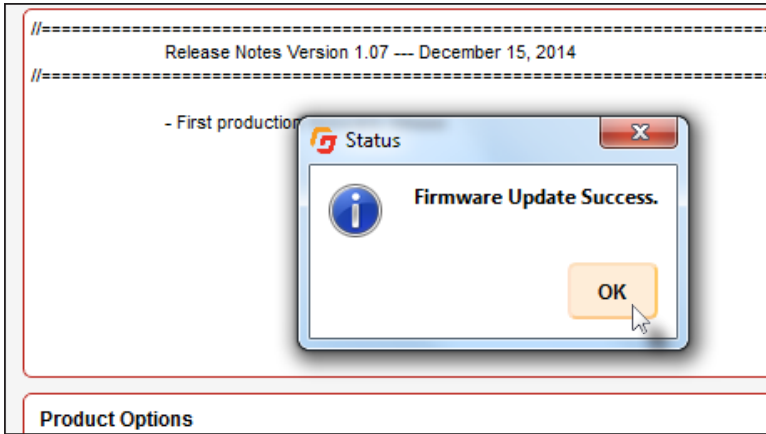 //==========================================================================
Release Notes Version 1.07 --- December 15, 2014
//==========================================================================
- First production
Status
Firmware Update Success.
OK
Product Options